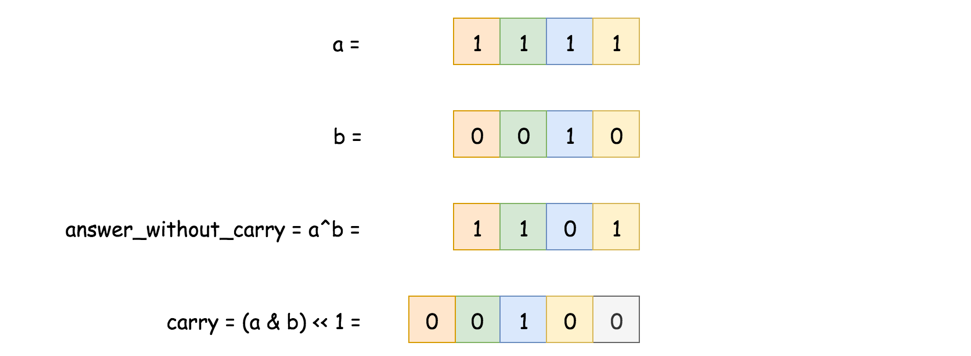 a = 1 1 1 1
b = 0 0 1 0
answer_without_carry = a^b = 1 1 0 1
carry = (a & b) << 1 = 0 0 1 0 0